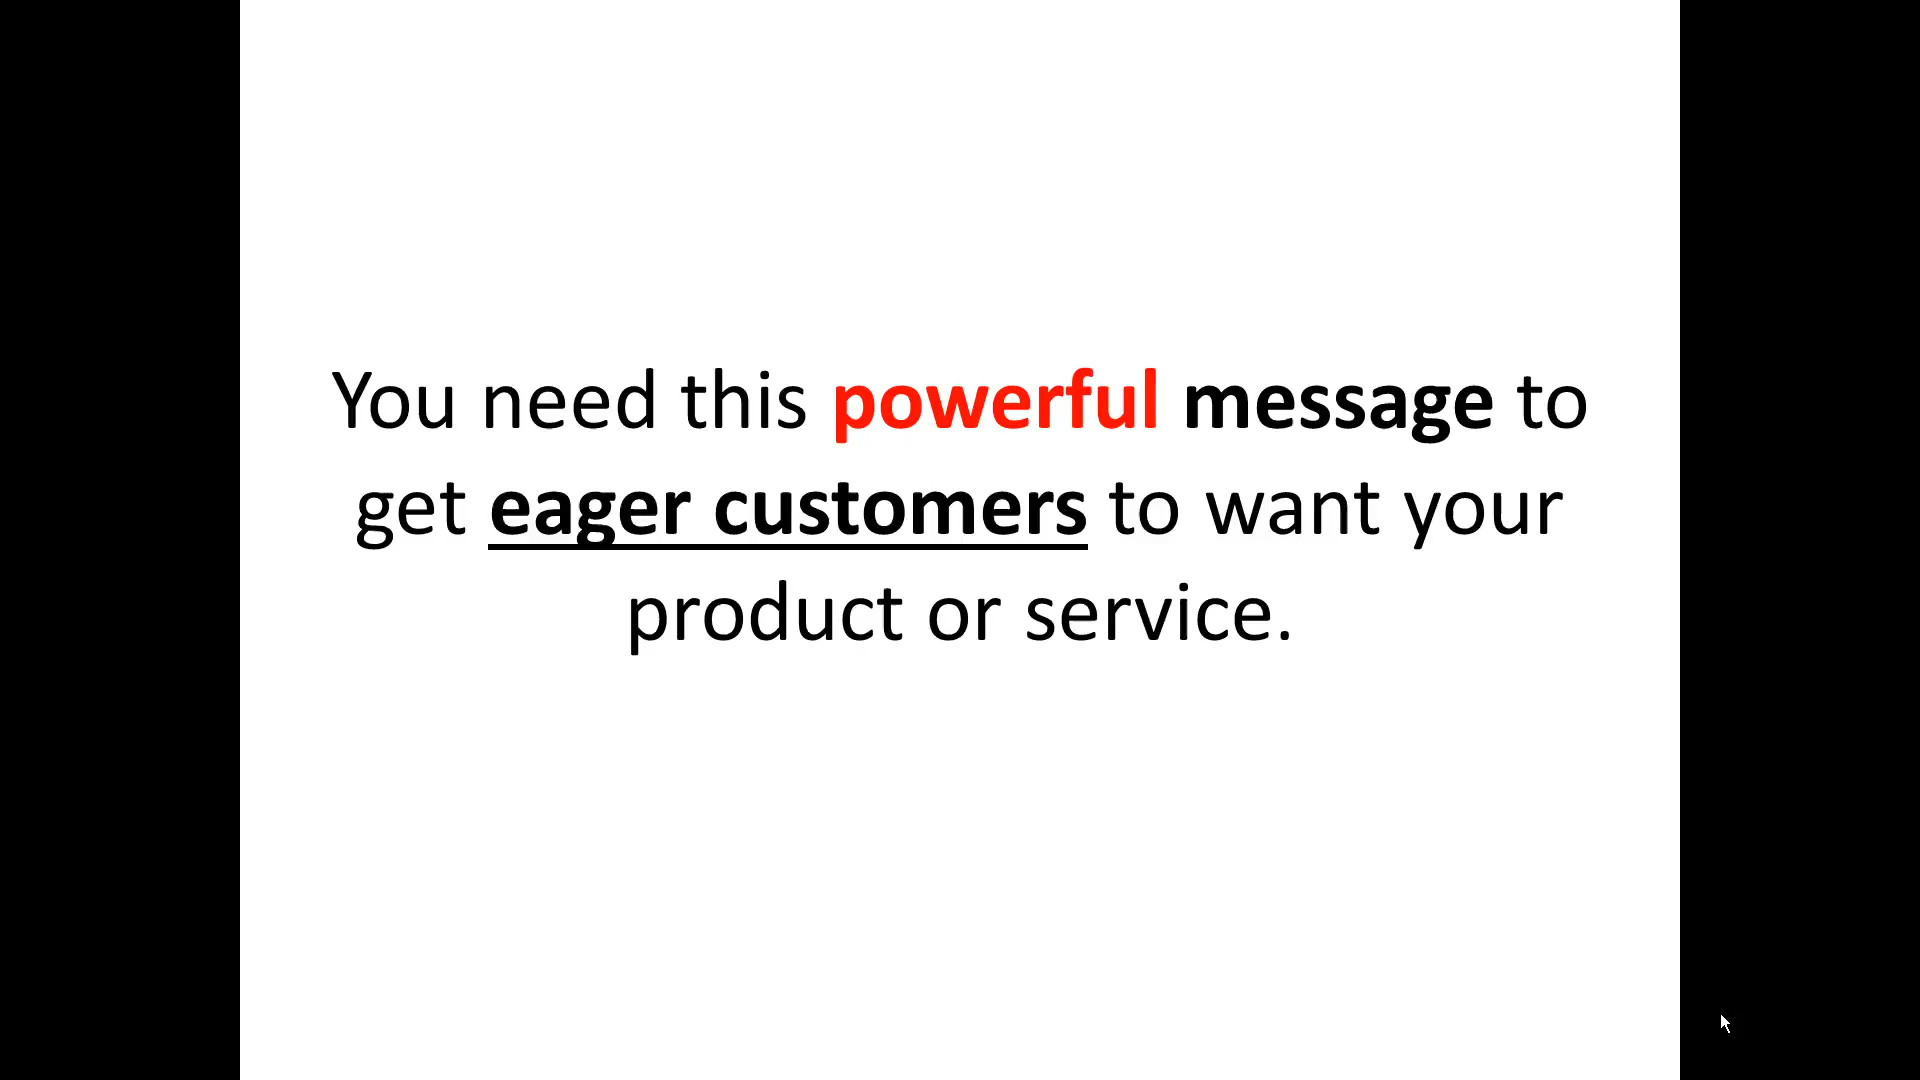 You need this powerful message to
get eager customers to want your
product or service.